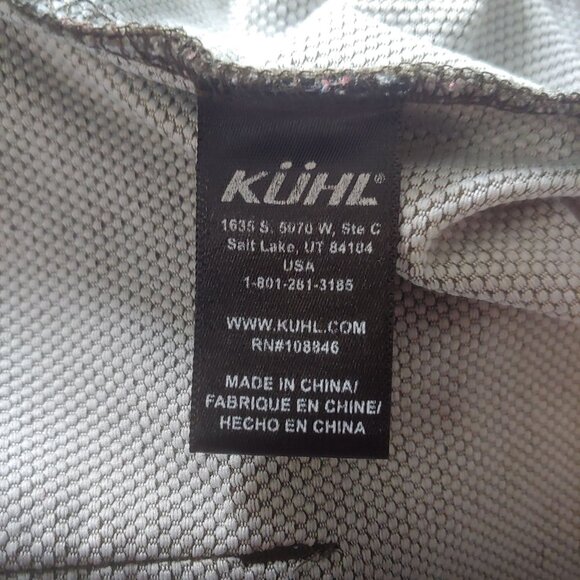 KÜHL®
1635 S. 5070 W, Ste C
Salt Lake, UT 84104
USA
1-801-281-3185
WWW.KUHL.COM
RN#108846
MADE IN CHINA/
FABRIQUE EN CHINE/
HECHO EN CHINA